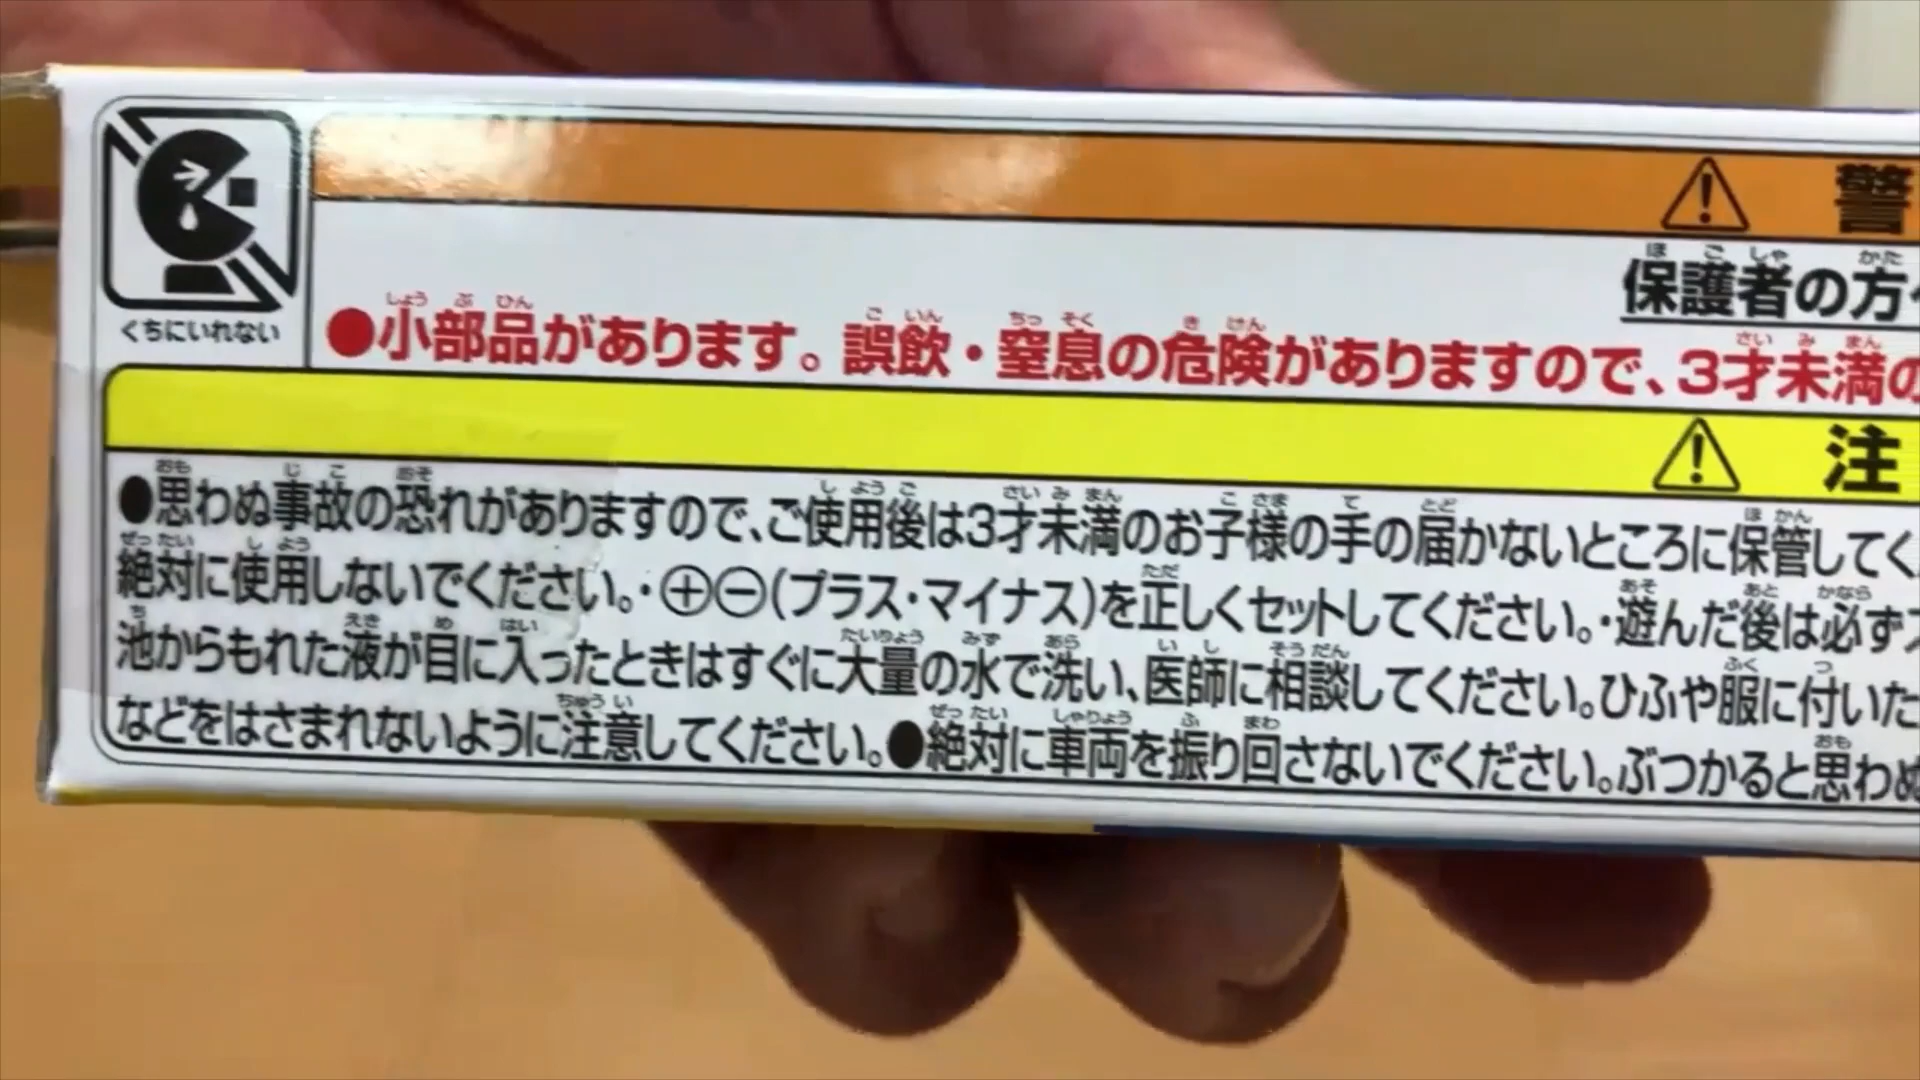 くちにいれない
警
保護者の方へ
●小部品があります。誤飲・窒息の危険がありますので、3才未満の
注
●思わぬ事故の恐れがありますので、ご使用後は3才未満のお子様の手の届かないところに保管してく
絶対に使用しないでください。・⊕⊖(プラス・マイナス)を正しくセットしてください。・遊んだ後は必ずス
池からもれた液が目に入ったときはすぐに大量の水で洗い、医師に相談してください。ひふや服に付いた
などをはさまれないように注意してください。●絶対に車両を振り回さないでください。ぶつかると思わぬ